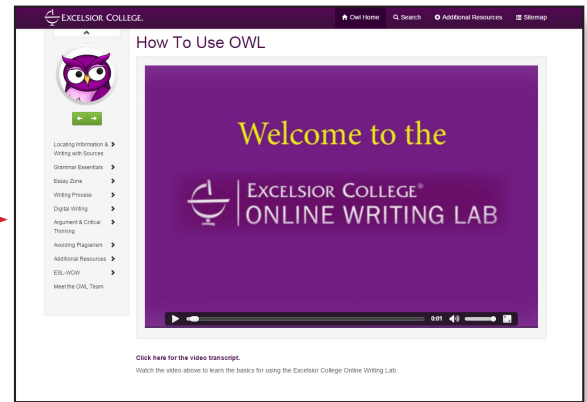 EXCELSIOR COLLEGE.
Owl Home
Search
Additional Resources
Sitemap
How To Use OWL
Locating Information &
Writing with Sources
Grammar Essentials
Essay Zone
Writing Process
Digital Writing
Argument & Critical
Thinking
Avoiding Plagiarism
Additional Resources
ESL-WOW
Meet the OWL Team
Welcome to the
EXCELSIOR COLLEGE®
ONLINE WRITING LAB
0:01
Click here for the video transcript.
Watch the video above to learn the basics for using the Excelsior College Online Writing Lab.